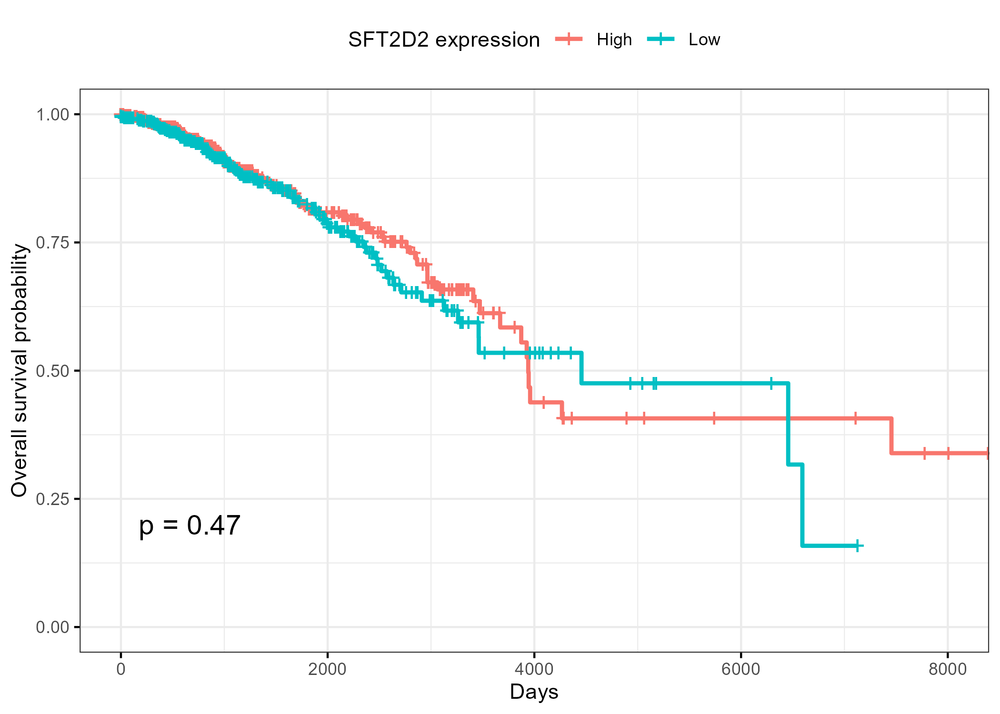 SFT2D2 expression High Low
1.00
0.75
0.50
0.25
0.00
Overall survival probability
p = 0.47
0 2000 4000 6000 8000
Days